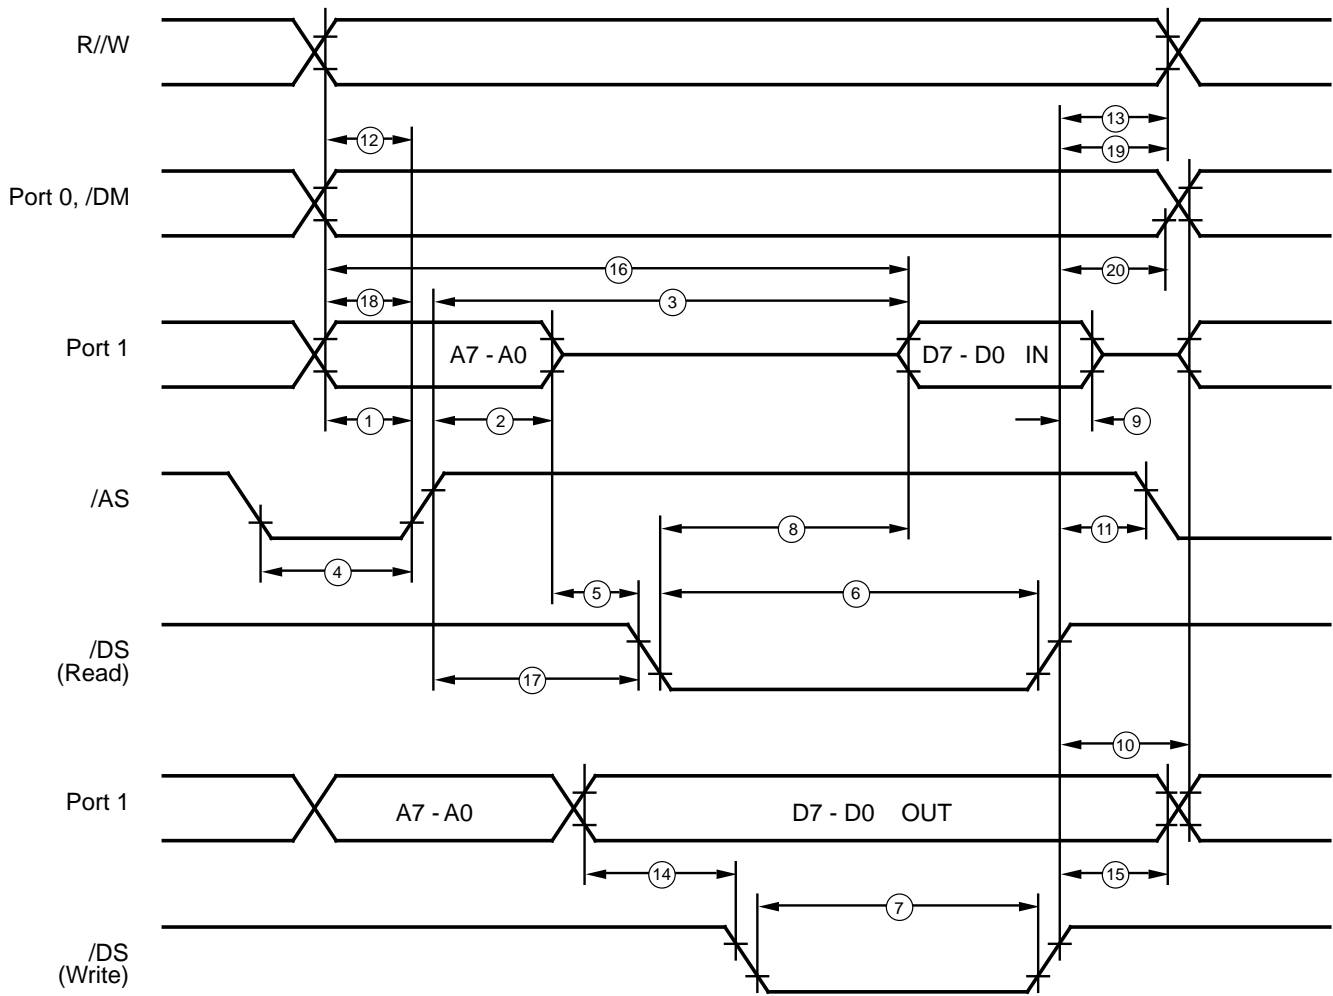 R//W
13
12
19
Port 0, /DM
16
20
18
3
Port 1
A7 - A0
D7 - D0 IN
1
2
9
/AS
8
11
4
5
6
/DS
(Read)
17
10
Port 1
A7 - A0
D7 - D0 OUT
14
15
7
/DS
(Write)